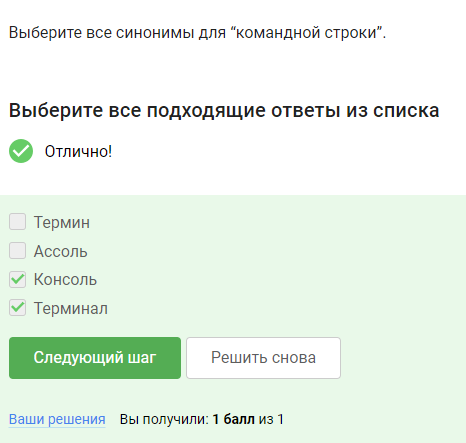 Выберите все синонимы для “командной строки”.
Выберите все подходящие ответы из списка
Отлично!
Термин
Ассоль
Консоль
Терминал
Следующий шаг Решить снова
Ваши решения Вы получили: 1 балл из 1